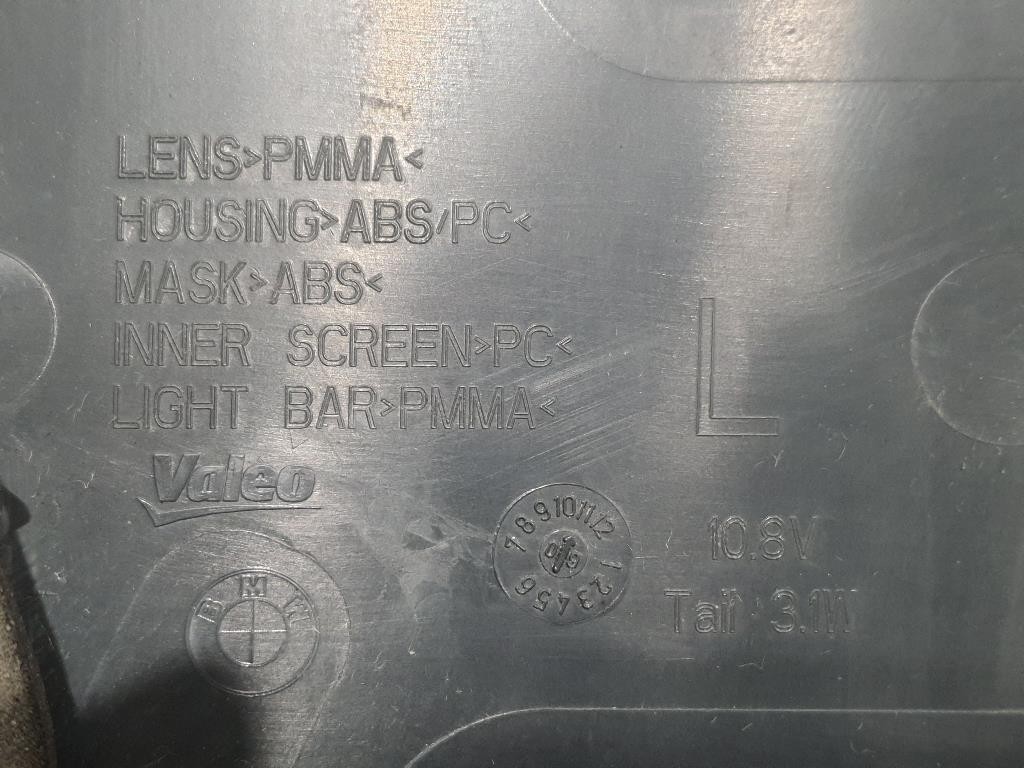 LENS>PMMA<
HOUSING>ABS/PC<
MASK>ABS<
INNER SCREEN>PC<
LIGHT BAR>PMMA<
L
Valeo
1 2 3 4 5 6 7 8 9 10 11 12
10.8V
Tail 3.1W
BMW